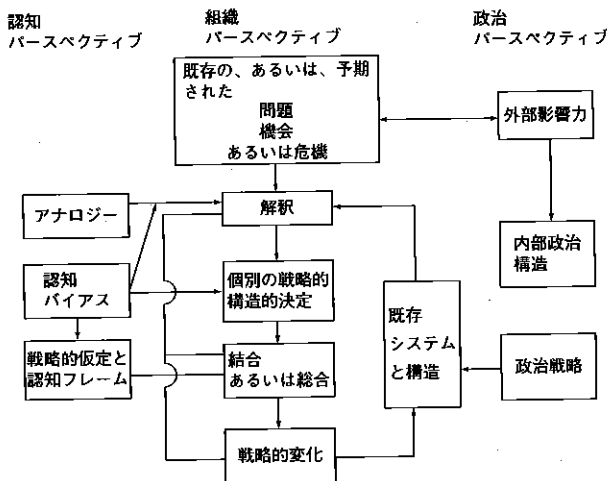 認知
パースペクティブ
組織
パースペクティブ
政治
パースペクティブ
既存の、あるいは、予期
された
問題
機会
あるいは危機
外部影響力
アナロジー
解釈
内部政治
構造
認知
バイアス
個別の戦略的
構造的決定
既存
システム
と構造
戦略的仮定と
認知フレーム
結合
あるいは総合
政治戦略
戦略的変化